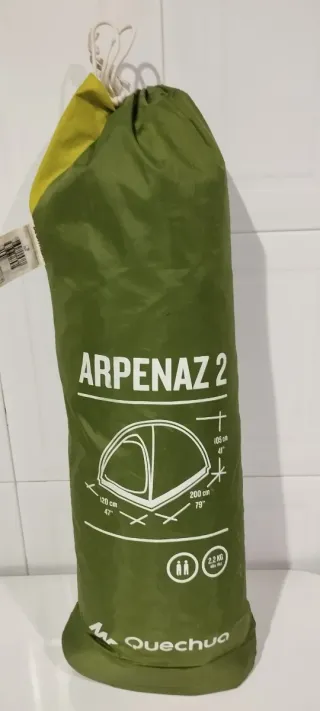 ARPENAZ 2
105 cm
41"
120 cm
47"
200 cm
79"
2,2 KG
Quechua